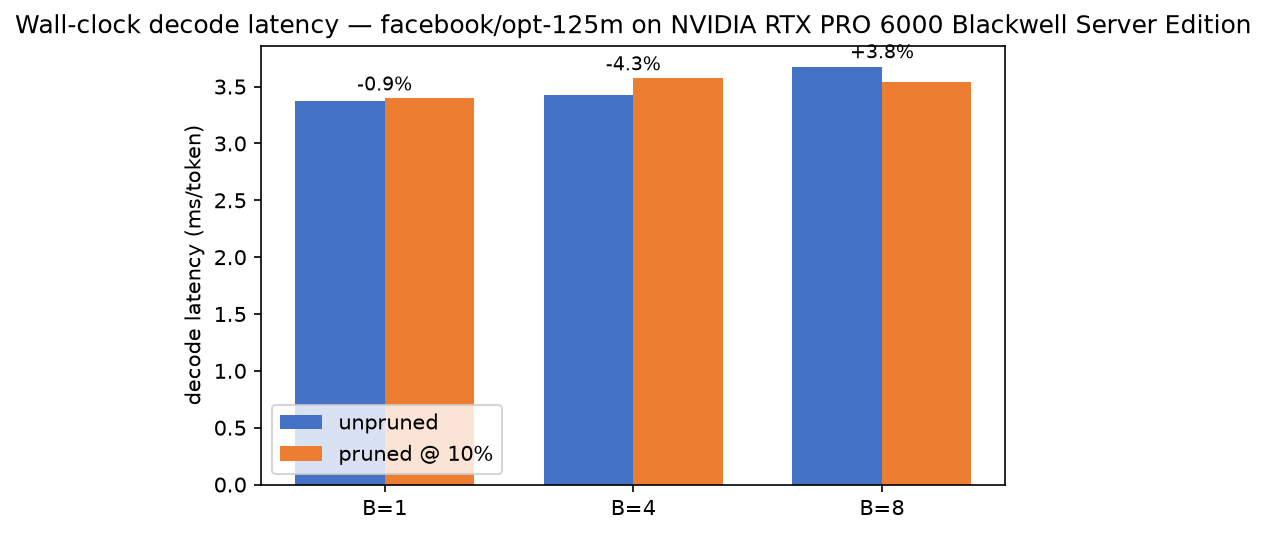 Wall-clock decode latency — facebook/opt-125m on NVIDIA RTX PRO 6000 Blackwell Server Edition
-0.9%
-4.3%
+3.8%
decode latency (ms/token)
3.5
3.0
2.5
2.0
1.5
1.0
0.5
0.0
unpruned
pruned @ 10%
B=1
B=4
B=8